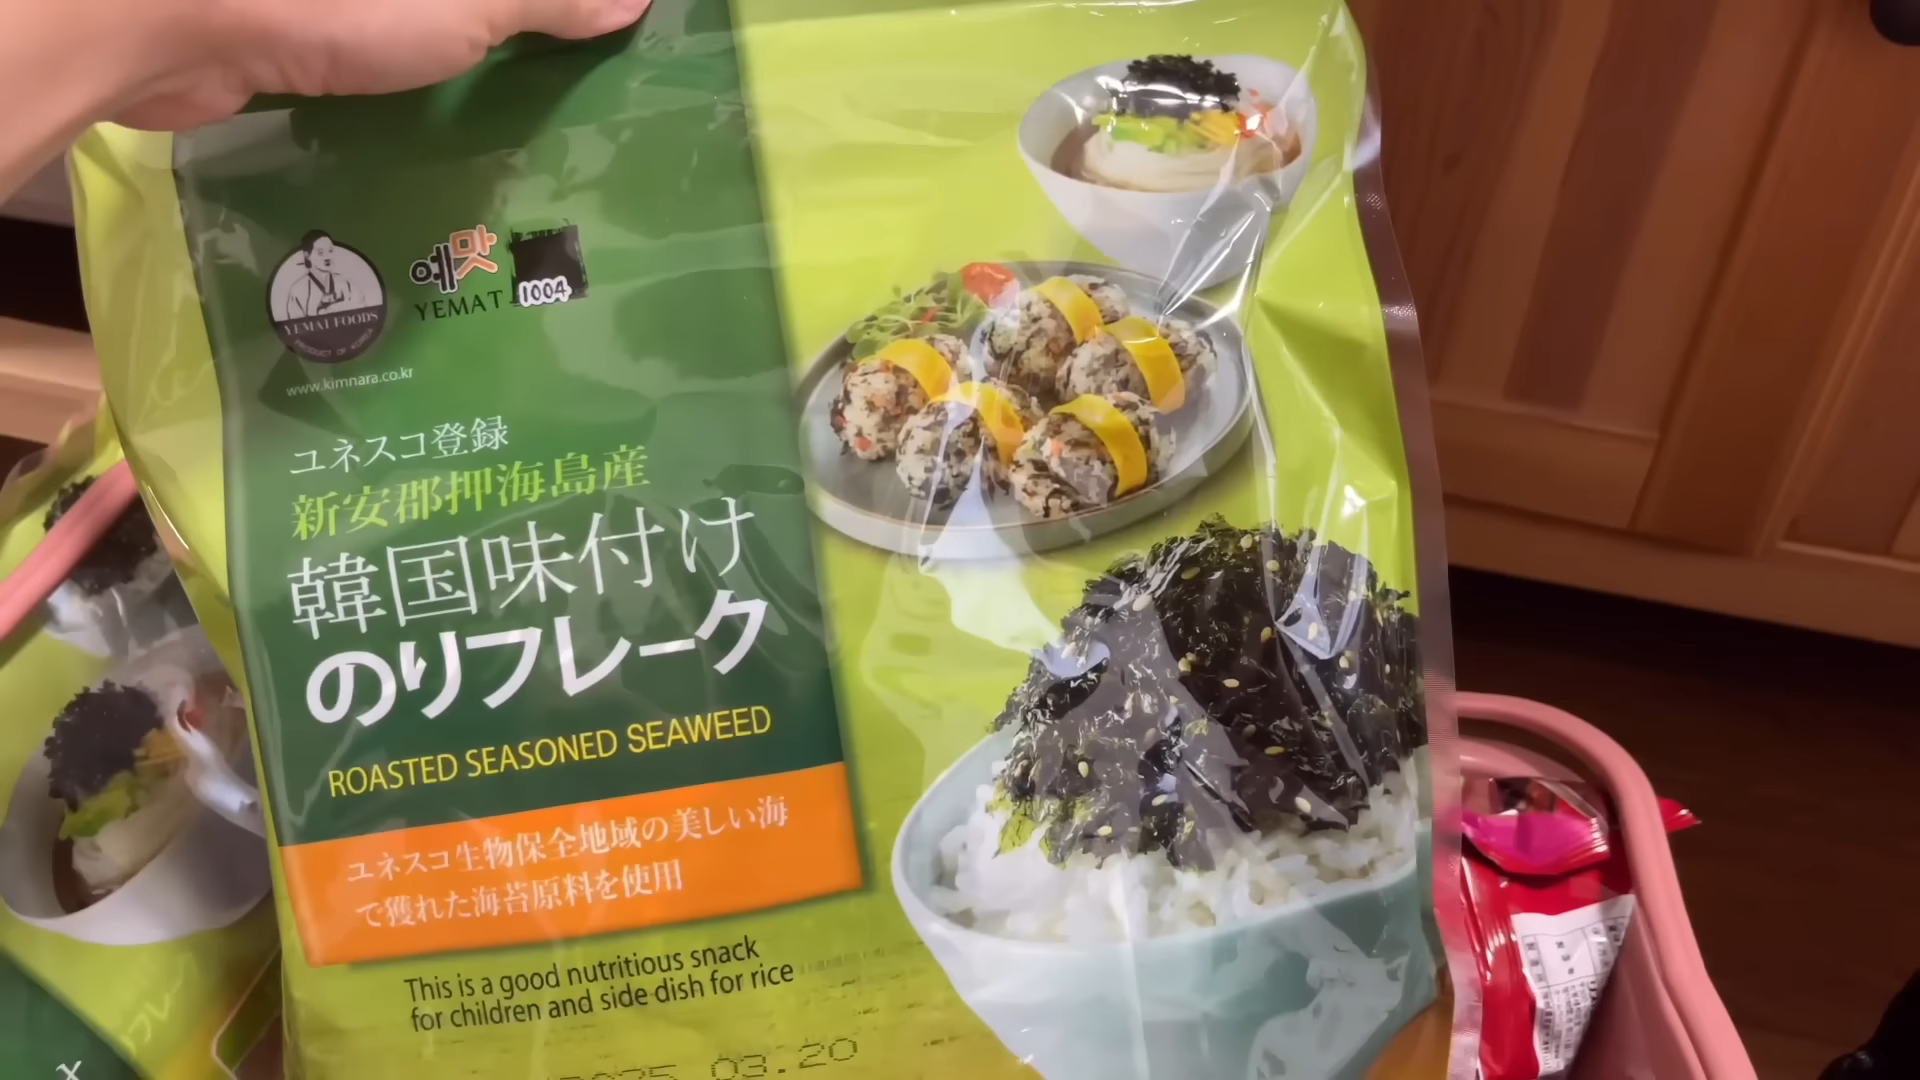 예맛
YEMAT
1004
YEMAT FOODS
PRODUCT OF KOREA
www.kimnara.co.kr
ユネスコ登録
新安郡押海島産
韓国味付け
のりフレーク
ROASTED SEASONED SEAWEED
ユネスコ生物保全地域の美しい海
で獲れた海苔原料を使用
This is a good nutritious snack
for children and side dish for rice
03.20